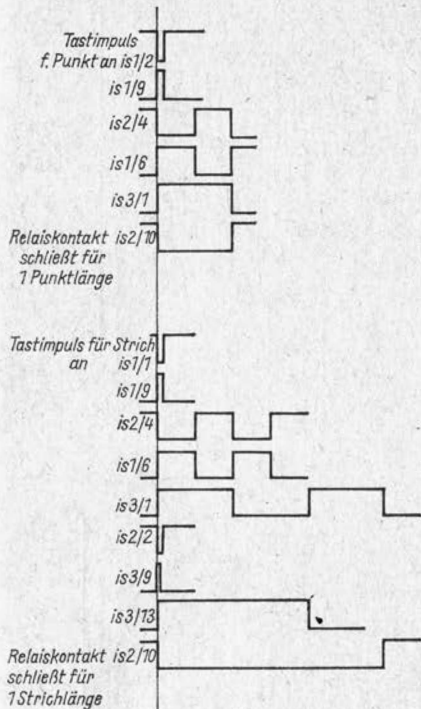 Tastimpuls
f. Punkt an is1/2
is1/9
is2/4
is1/6
is3/1
Relaiskontakt is2/10
schließt für
1 Punktlänge
Tastimpuls für Strich
an is1/1
is1/9
is2/4
is1/6
is3/1
is2/2
is3/9
is3/13
Relaiskontakt is2/10
schließt für
1 Strichlänge